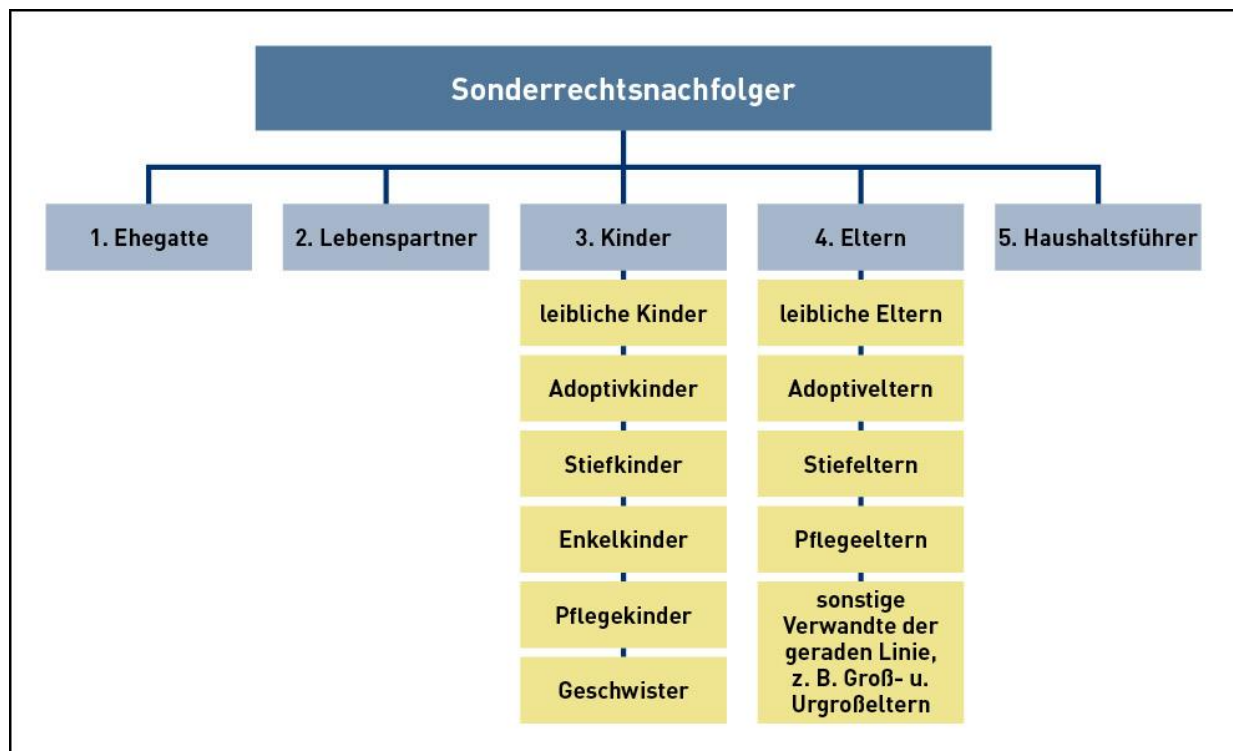 Sonderrechtsnachfolger
1. Ehegatte
2. Lebenspartner
3. Kinder
4. Eltern
5. Haushaltsführer
leibliche Kinder
Adoptivkinder
Stiefkinder
Enkelkinder
Pflegekinder
Geschwister
leibliche Eltern
Adoptiveltern
Stiefeltern
Pflegeeltern
sonstige
Verwandte der
geraden Linie,
z. B. Groß- u.
Urgroßeltern